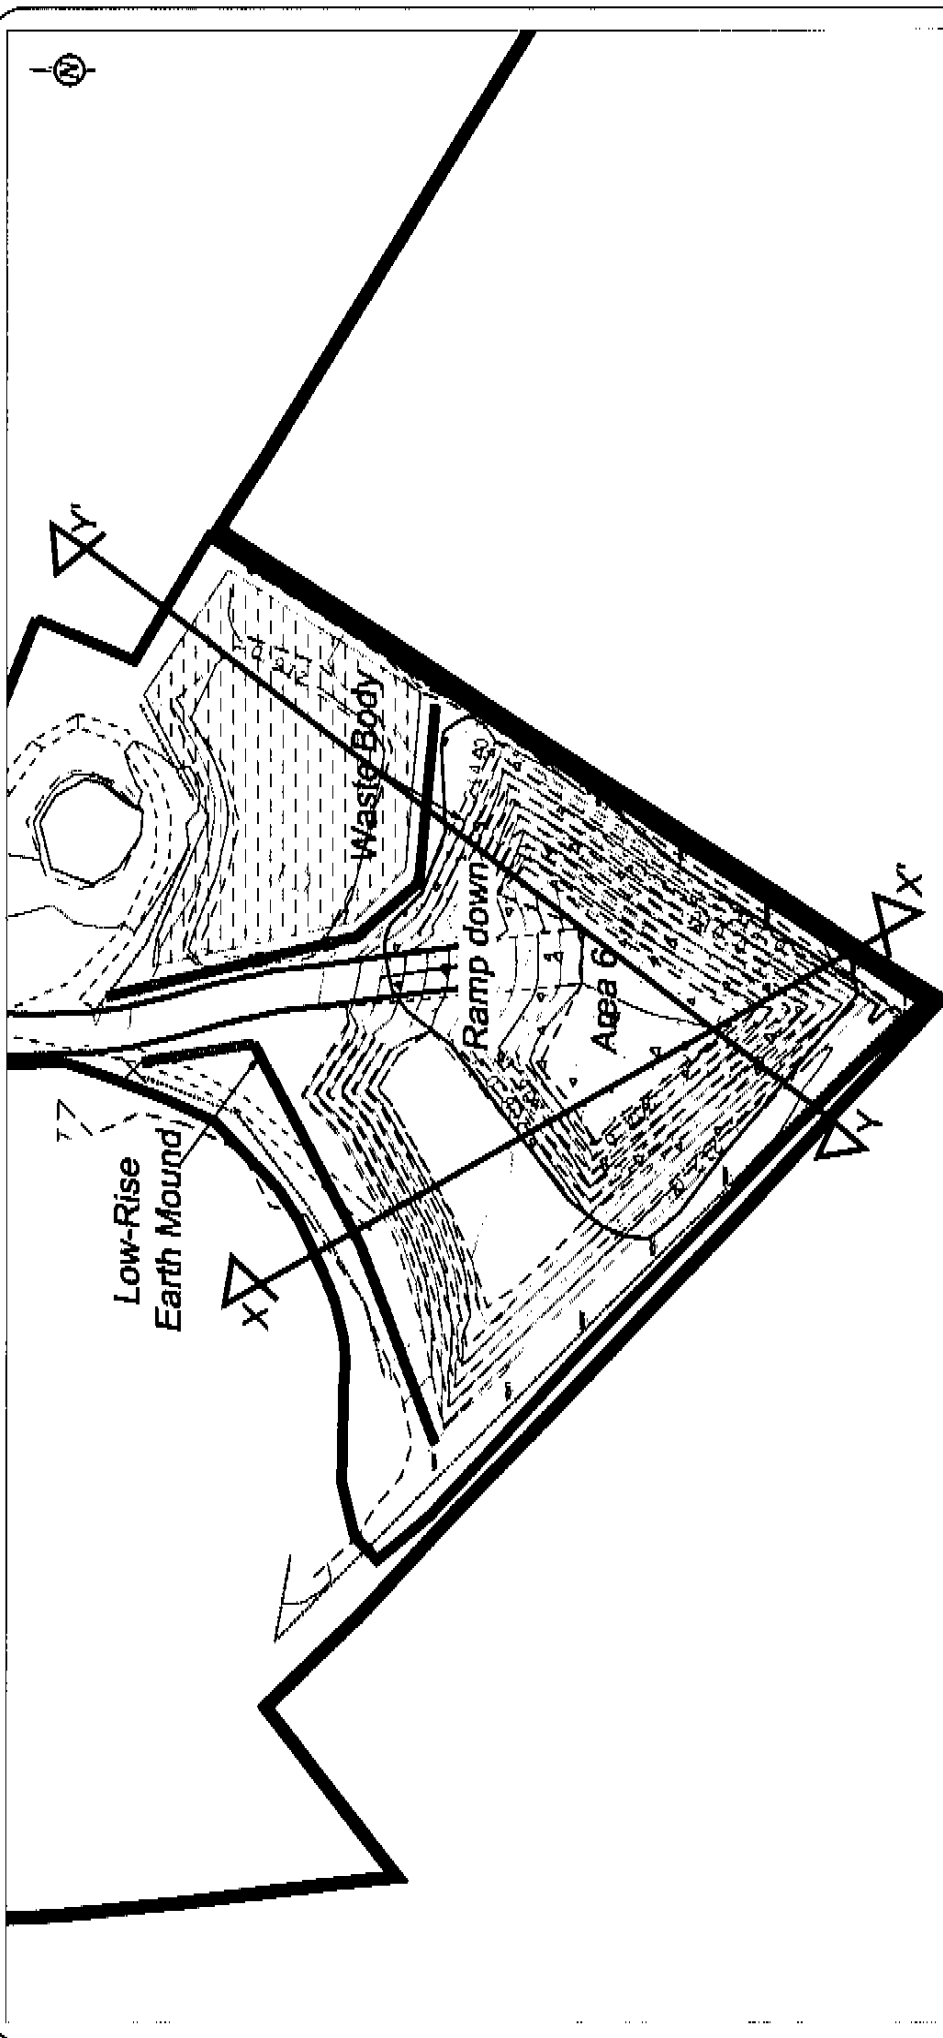 N
Y'
Waste Body
Ramp down
X'
Area 6
Low-Rise
Earth Mound
X
Y